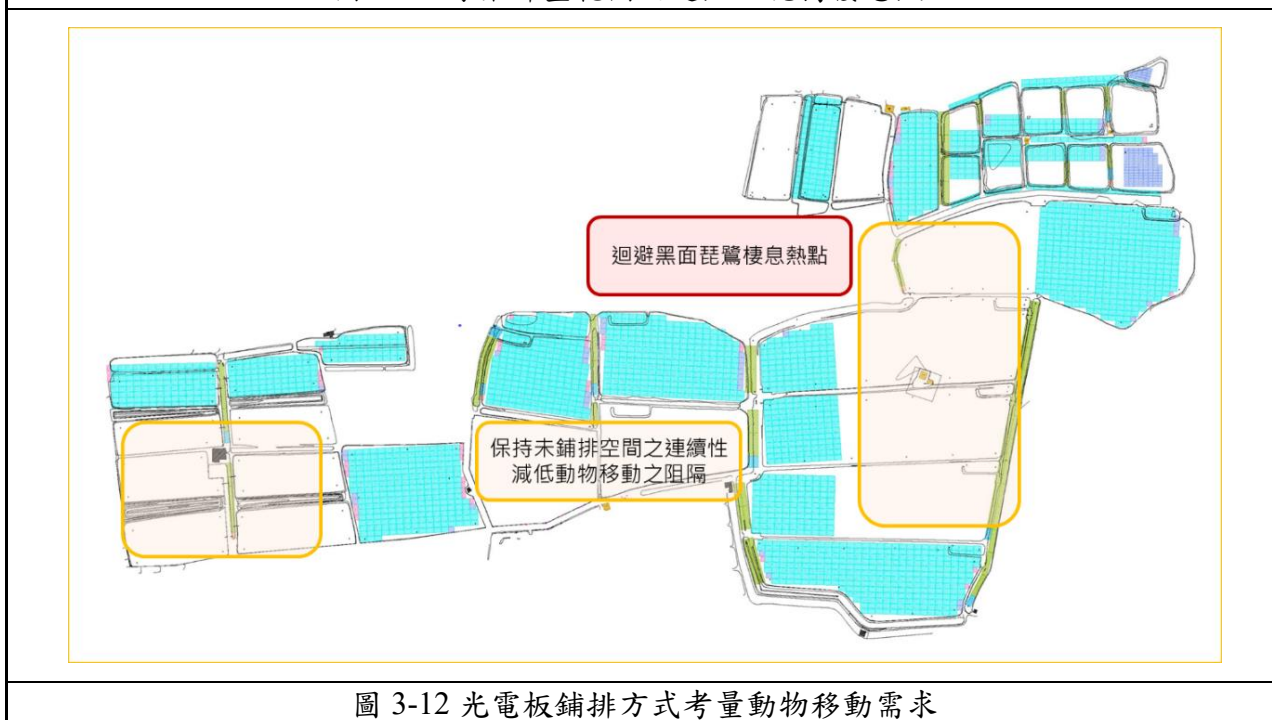 迴避黑面琵鷺棲息熱點
保持未鋪排空間之連續性
減低動物移動之阻隔
圖 3-12 光電板鋪排方式考量動物移動需求